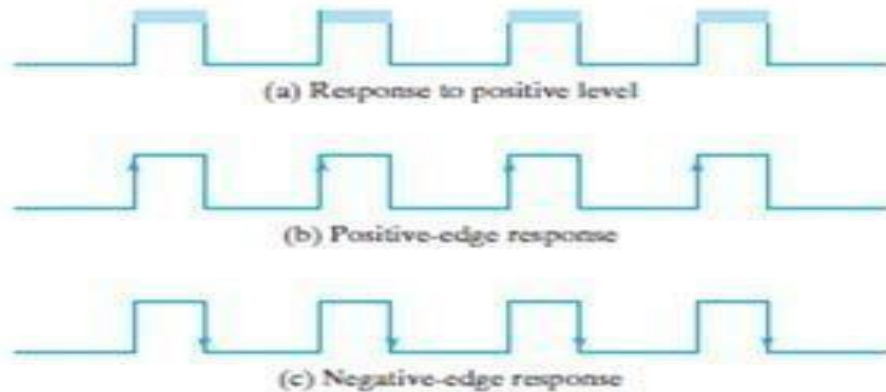 (a) Response to positive level
(b) Positive-edge response
(c) Negative-edge response